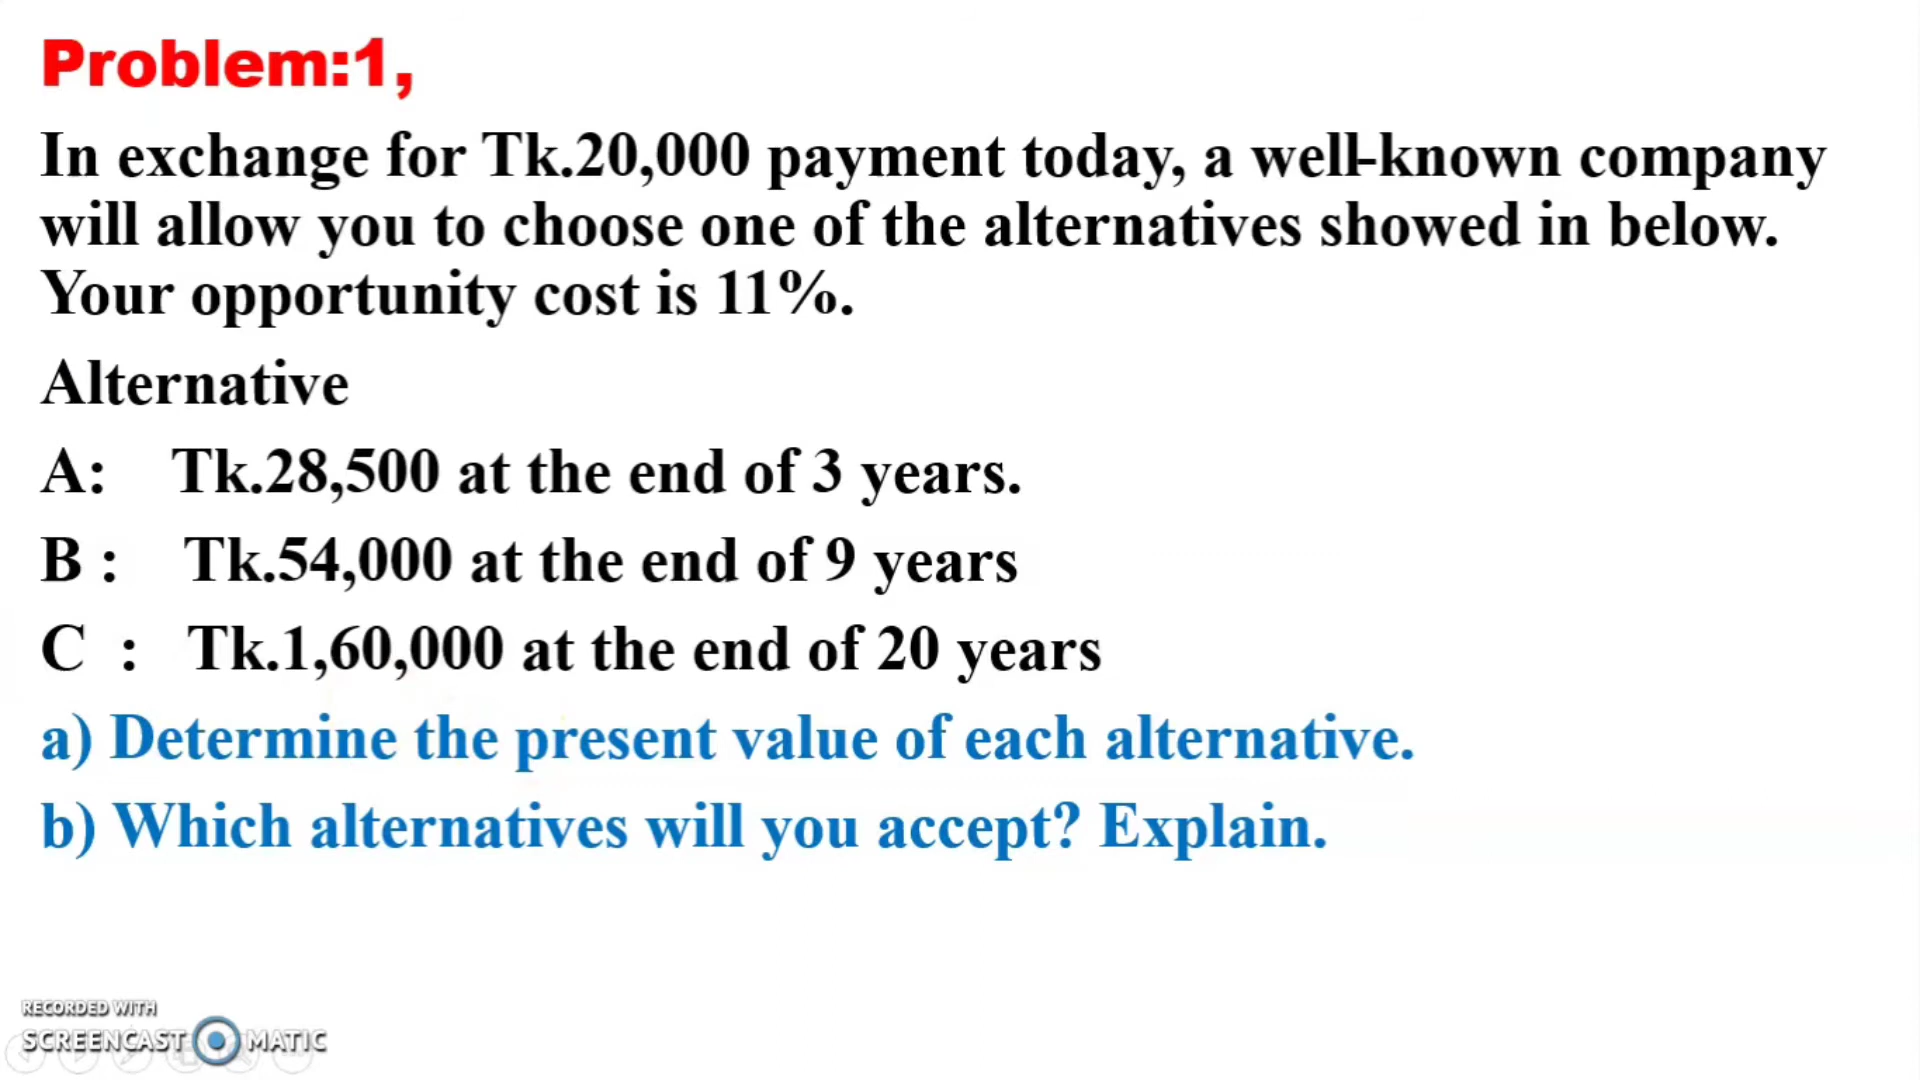 Problem:1,
In exchange for Tk.20,000 payment today, a well-known company
will allow you to choose one of the alternatives showed in below.
Your opportunity cost is 11%.
Alternative
A: Tk.28,500 at the end of 3 years.
B : Tk.54,000 at the end of 9 years
C : Tk.1,60,000 at the end of 20 years
a) Determine the present value of each alternative.
b) Which alternatives will you accept? Explain.
RECORDED WITH
SCREENCAST MATIC